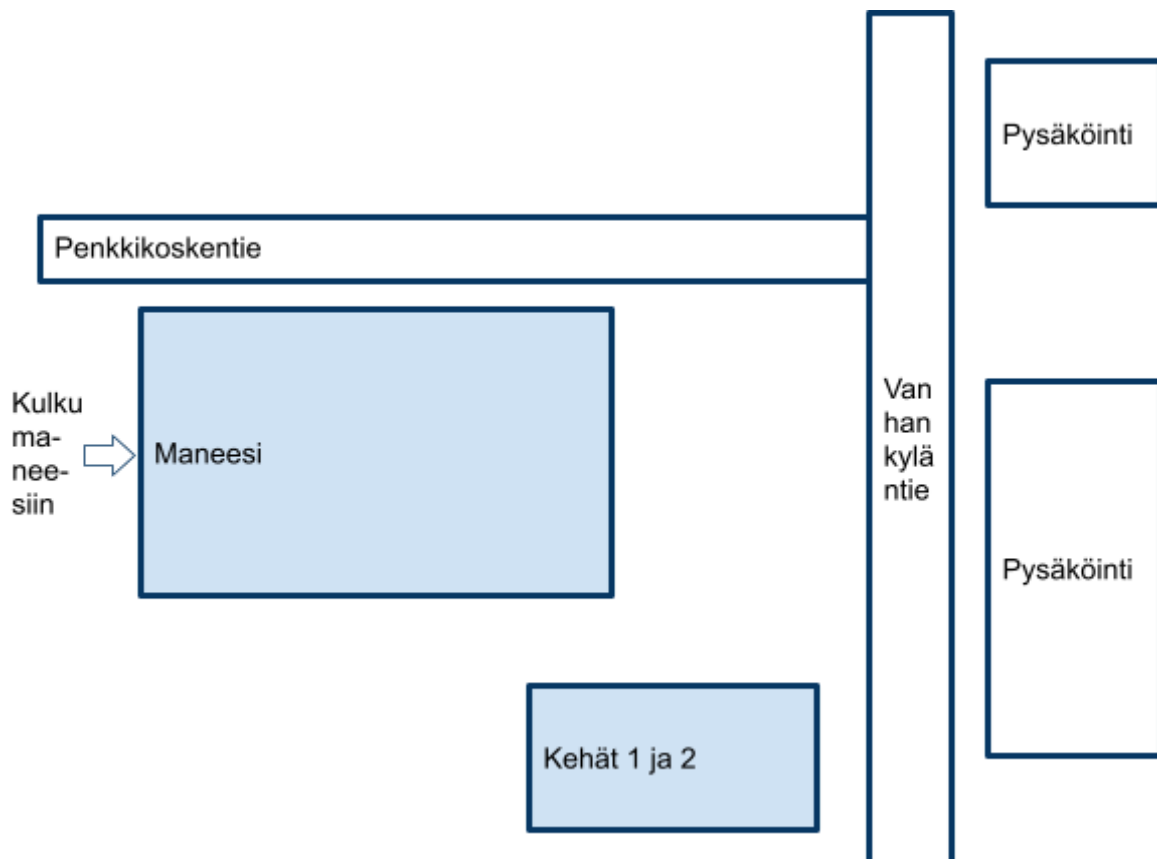 Pysäköinti
Penkkikoskentie
Kulku
ma-
nee-
siin
Maneesi
Van
han
kylä
ntie
Pysäköinti
Kehät 1 ja 2